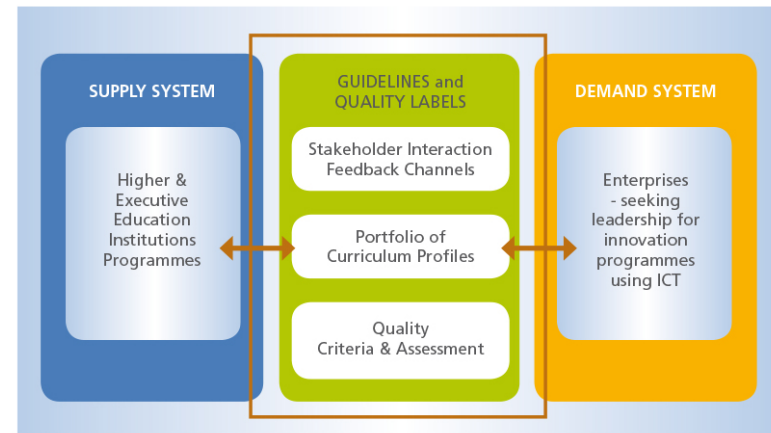 SUPPLY SYSTEM
Higher &
Executive
Education
Institutions
Programmes
GUIDELINES and
QUALITY LABELS
Stakeholder Interaction
Feedback Channels
Portfolio of
Curriculum Profiles
Quality
Criteria & Assessment
DEMAND SYSTEM
Enterprises
- seeking
leadership for
innovation
programmes
using ICT